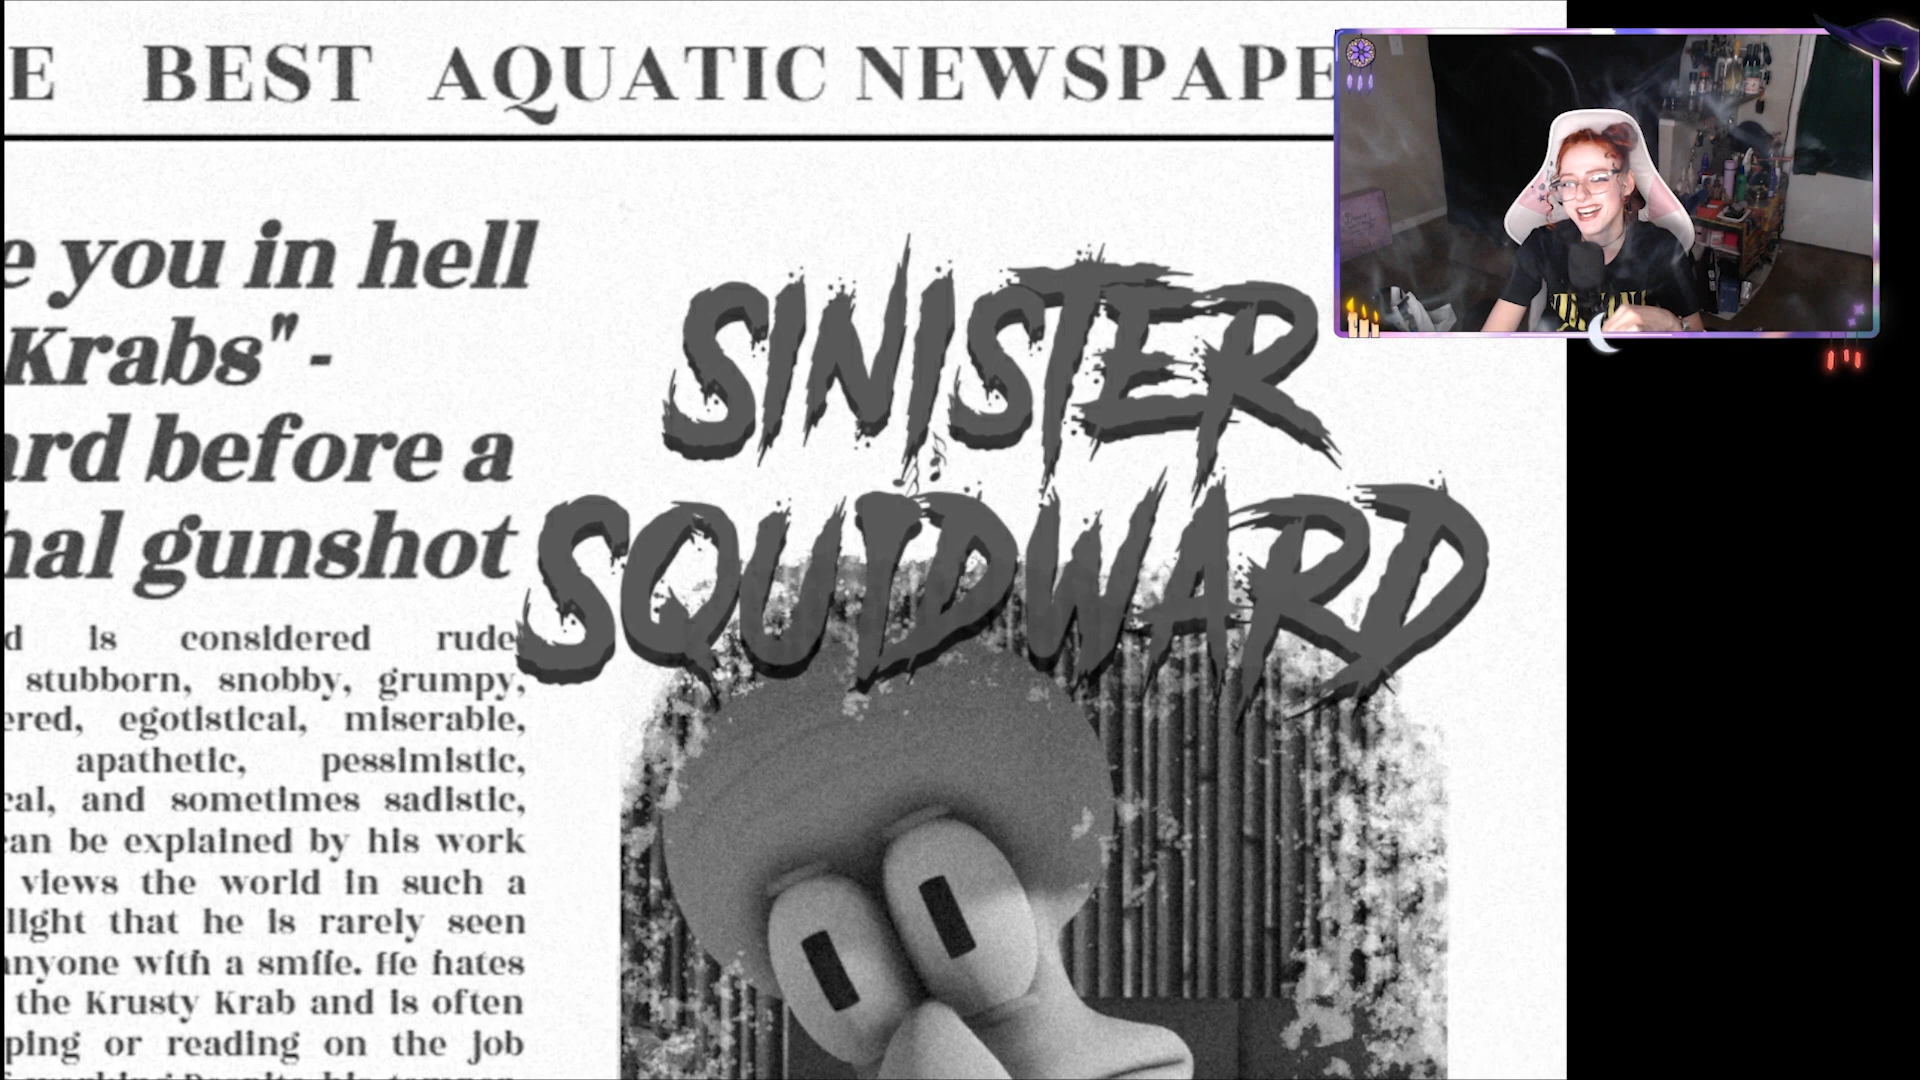 E BEST AQUATIC NEWSPAPE
e you in hell
Krabs" -
ard before a
hal gunshot
d is considered rude
stubborn, snobby, grumpy,
ered, egotistical, miserable,
apathetic, pessimistic,
cal, and sometimes sadistic,
can be explained by his work
views the world in such a
light that he is rarely seen
anyone with a smile. He hates
the Krusty Krab and is often
ping or reading on the job
SINISTER
SQUIDWARD